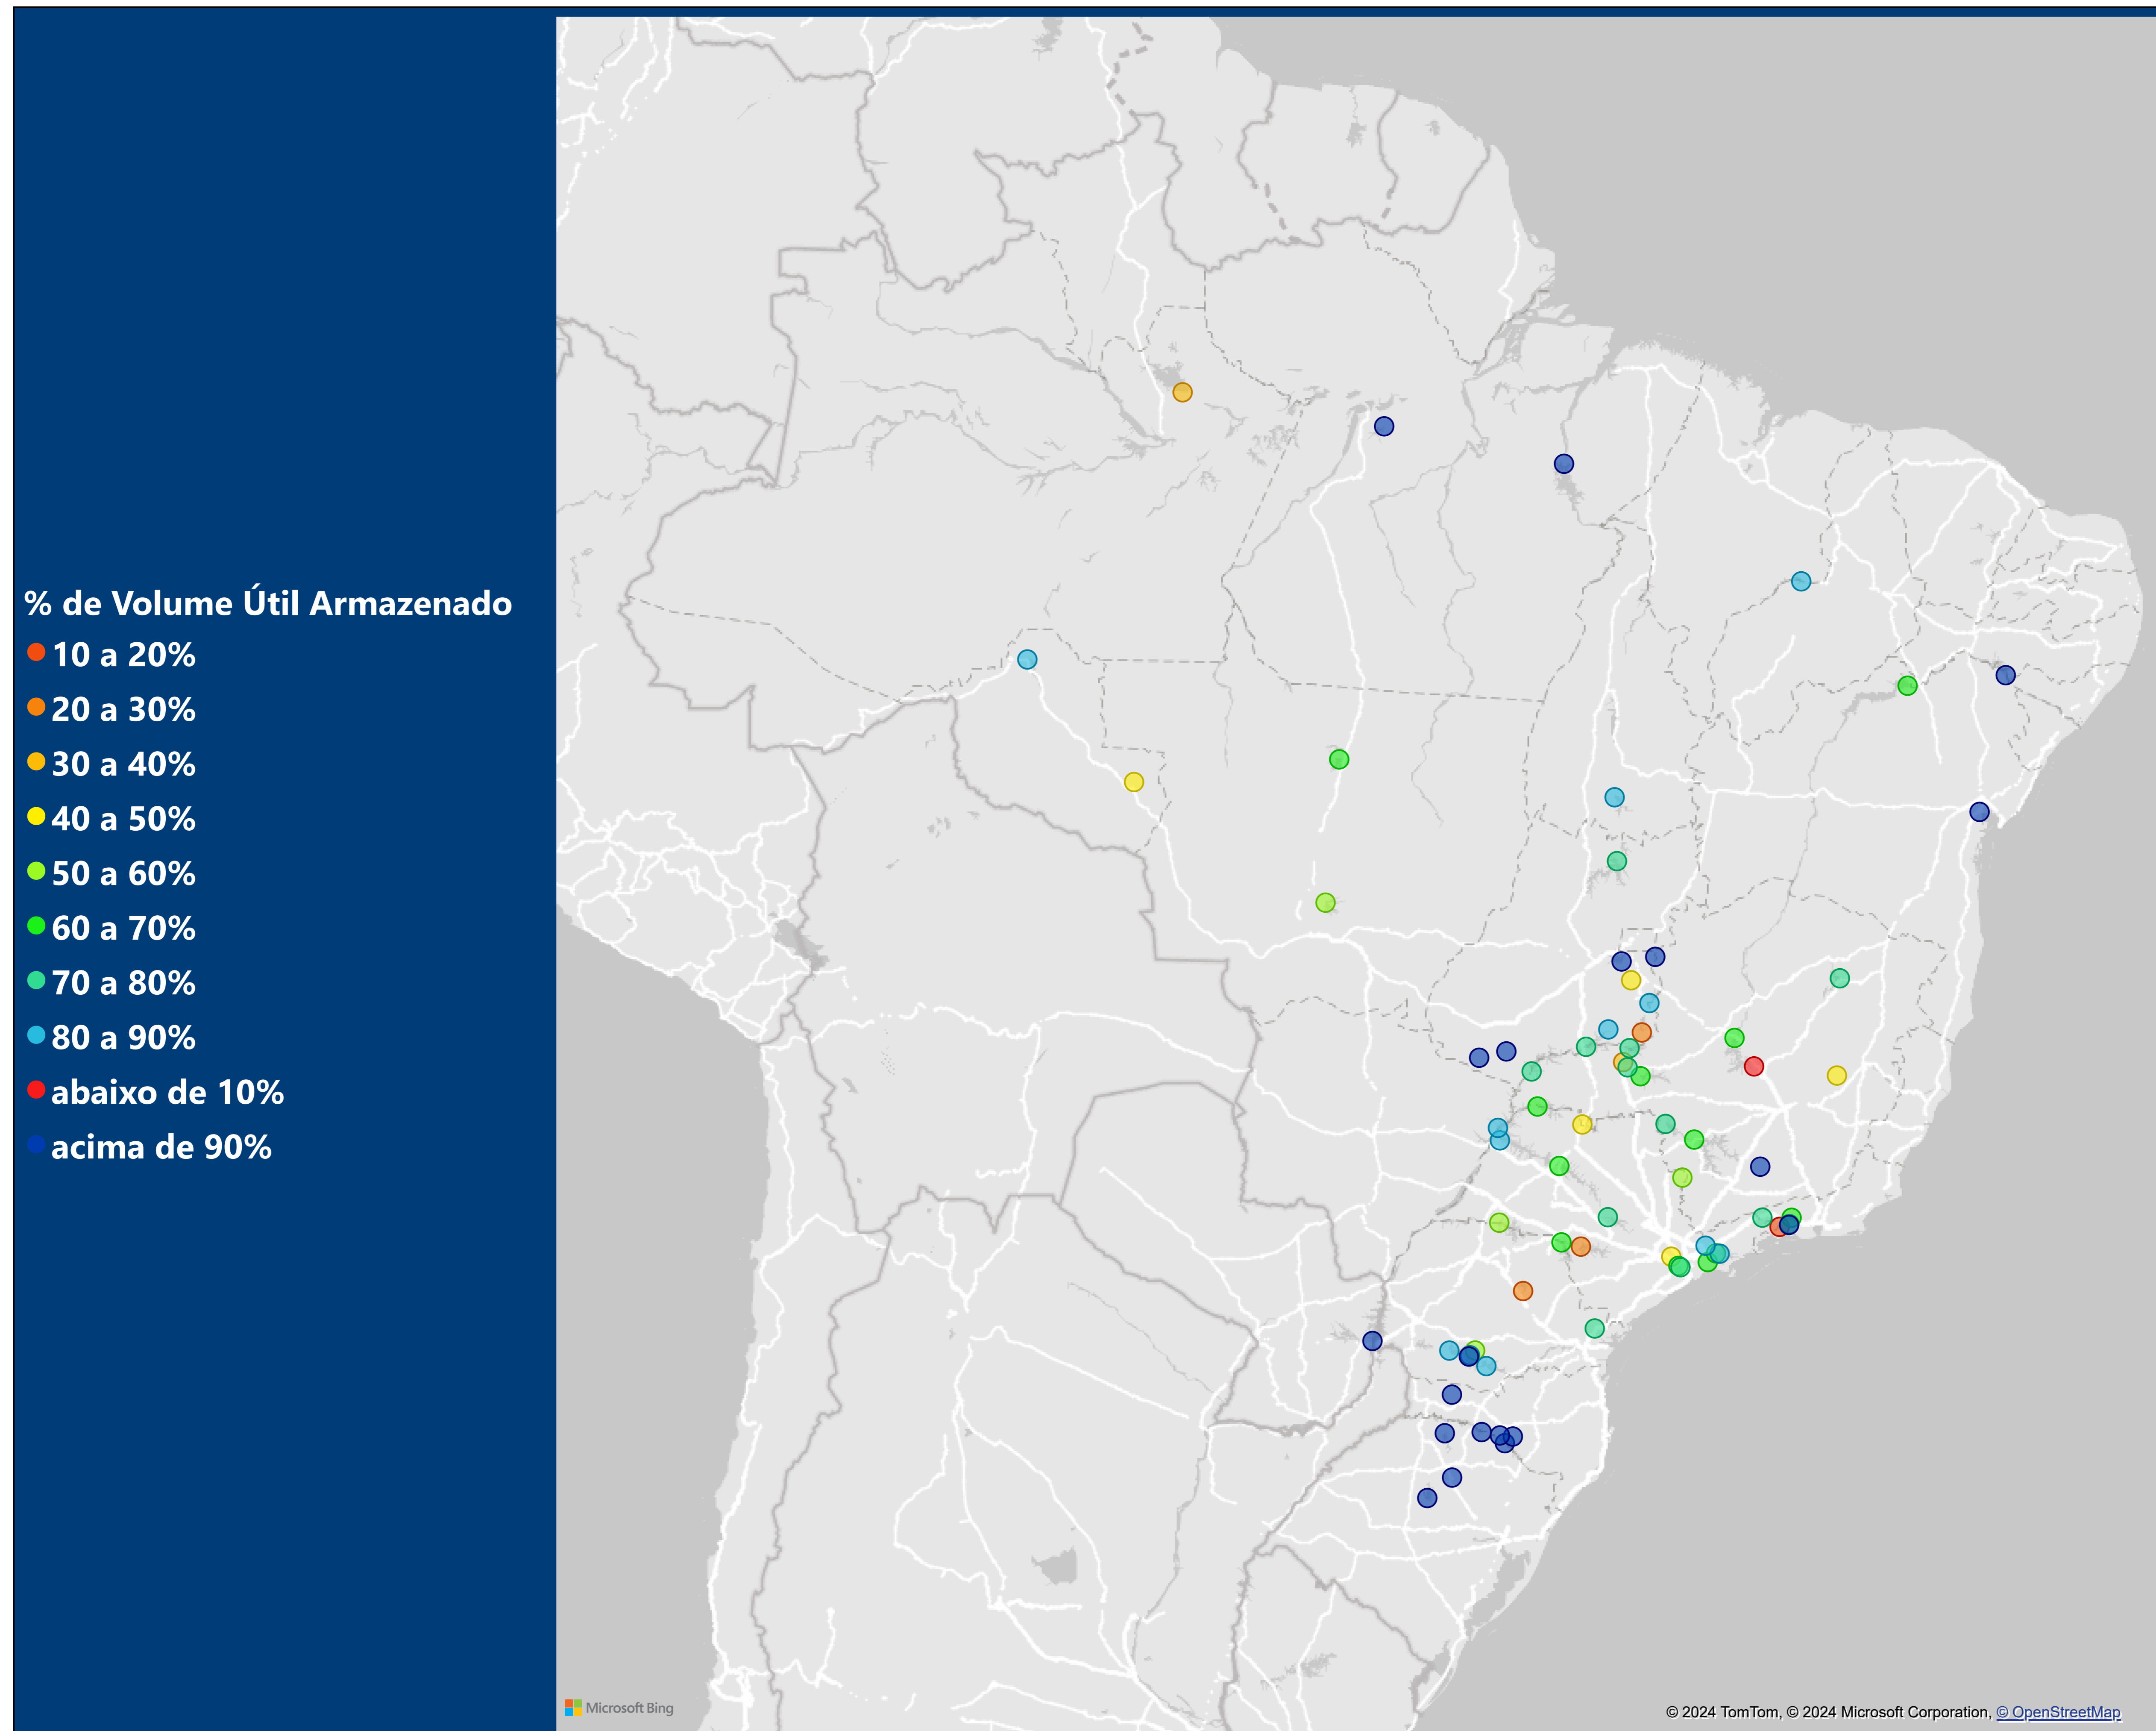 % de Volume Útil Armazenado
10 a 20%
20 a 30%
30 a 40%
40 a 50%
50 a 60%
60 a 70%
70 a 80%
80 a 90%
abaixo de 10%
acima de 90%
Microsoft Bing
© 2024 TomTom, © 2024 Microsoft Corporation, © OpenStreetMap